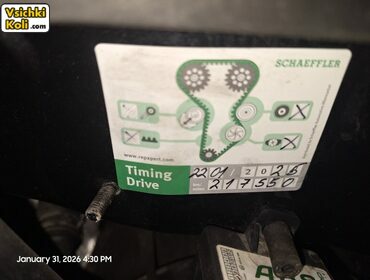 Vsichki
Koli.com
SCHAEFFLER
www.repxpert.com
Timing
Drive
22 01 / 2026
217550
January 31, 2026 4:30 PM